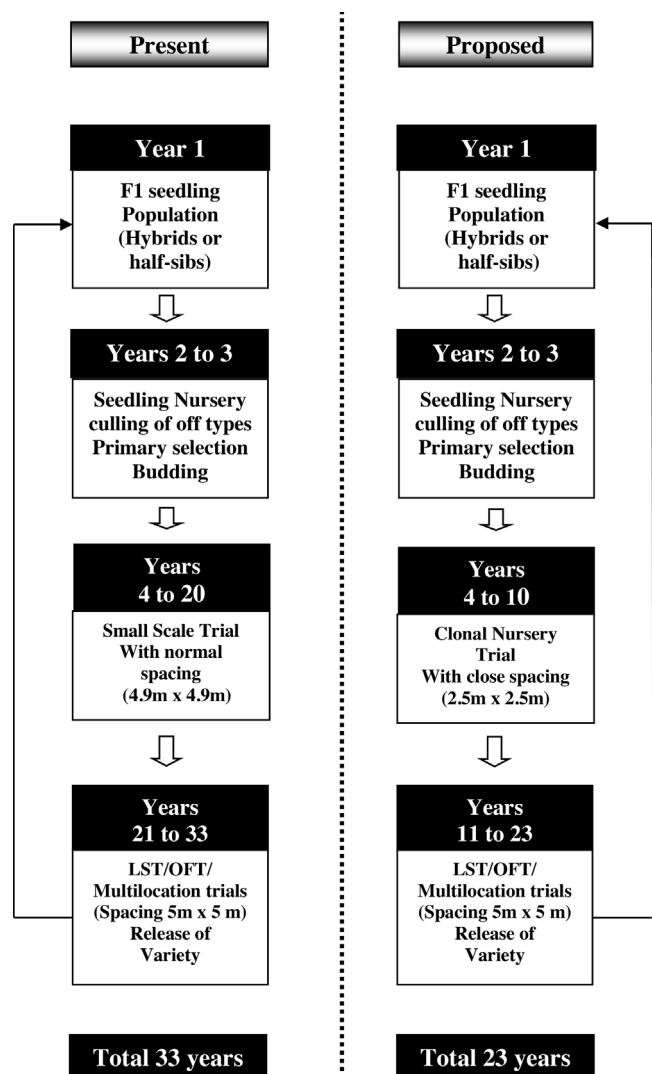 Present
Year 1
F1 seedling
Population
(Hybrids or
half-sibs)
Years 2 to 3
Seedling Nursery
culling of off types
Primary selection
Budding
Years
4 to 20
Small Scale Trial
With normal
spacing
(4.9m x 4.9m)
Years
21 to 33
LST/OFT/
Multilocation trials
(Spacing 5m x 5 m)
Release of
Variety
Total 33 years
Proposed
Year 1
F1 seedling
Population
(Hybrids or
half-sibs)
Years 2 to 3
Seedling Nursery
culling of off types
Primary selection
Budding
Years
4 to 10
Clonal Nursery
Trial
With close spacing
(2.5m x 2.5m)
Years
11 to 23
LST/OFT/
Multilocation trials
(Spacing 5m x 5 m)
Release of
Variety
Total 23 years